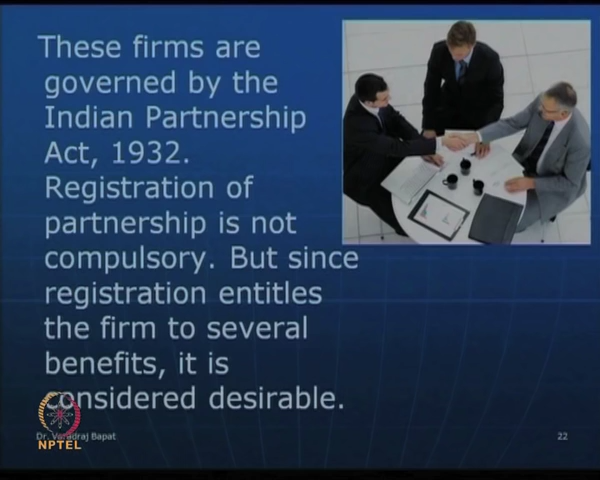 These firms are
governed by the
Indian Partnership
Act, 1932.
Registration of
partnership is not
compulsory. But since
registration entitles
the firm to several
benefits, it is
considered desirable.
Dr. Varadraj Bapat
NPTEL
22